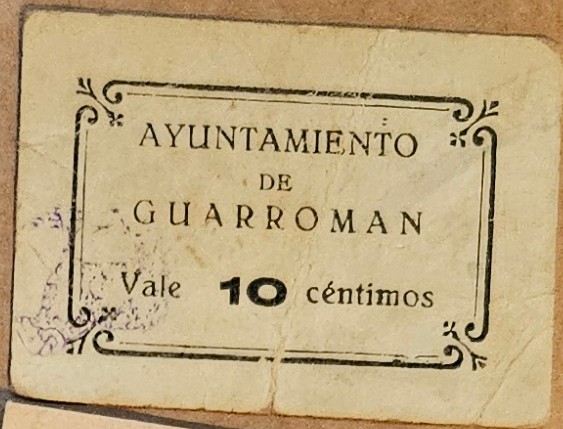 AYUNTAMIENTO
DE
GUARROMAN
Vale 10 céntimos